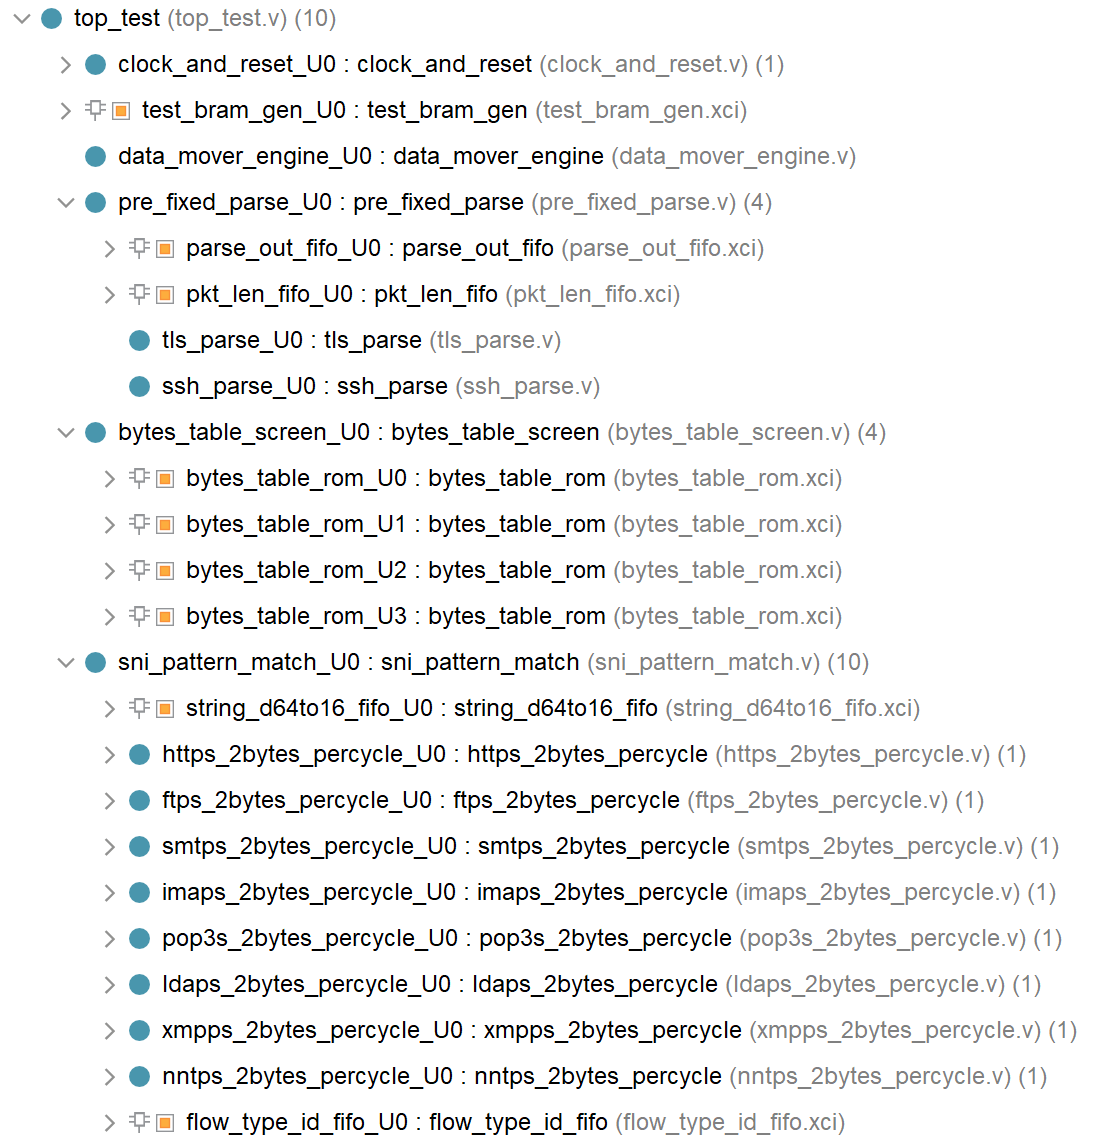 top_test (top_test.v) (10)
clock_and_reset_U0 : clock_and_reset (clock_and_reset.v) (1)
test_bram_gen_U0 : test_bram_gen (test_bram_gen.xci)
data_mover_engine_U0 : data_mover_engine (data_mover_engine.v)
pre_fixed_parse_U0 : pre_fixed_parse (pre_fixed_parse.v) (4)
parse_out_fifo_U0 : parse_out_fifo (parse_out_fifo.xci)
pkt_len_fifo_U0 : pkt_len_fifo (pkt_len_fifo.xci)
tls_parse_U0 : tls_parse (tls_parse.v)
ssh_parse_U0 : ssh_parse (ssh_parse.v)
bytes_table_screen_U0 : bytes_table_screen (bytes_table_screen.v) (4)
bytes_table_rom_U0 : bytes_table_rom (bytes_table_rom.xci)
bytes_table_rom_U1 : bytes_table_rom (bytes_table_rom.xci)
bytes_table_rom_U2 : bytes_table_rom (bytes_table_rom.xci)
bytes_table_rom_U3 : bytes_table_rom (bytes_table_rom.xci)
sni_pattern_match_U0 : sni_pattern_match (sni_pattern_match.v) (10)
string_d64to16_fifo_U0 : string_d64to16_fifo (string_d64to16_fifo.xci)
https_2bytes_percycle_U0 : https_2bytes_percycle (https_2bytes_percycle.v) (1)
ftps_2bytes_percycle_U0 : ftps_2bytes_percycle (ftps_2bytes_percycle.v) (1)
smtps_2bytes_percycle_U0 : smtps_2bytes_percycle (smtps_2bytes_percycle.v) (1)
imaps_2bytes_percycle_U0 : imaps_2bytes_percycle (imaps_2bytes_percycle.v) (1)
pop3s_2bytes_percycle_U0 : pop3s_2bytes_percycle (pop3s_2bytes_percycle.v) (1)
ldaps_2bytes_percycle_U0 : ldaps_2bytes_percycle (ldaps_2bytes_percycle.v) (1)
xmpps_2bytes_percycle_U0 : xmpps_2bytes_percycle (xmpps_2bytes_percycle.v) (1)
nntps_2bytes_percycle_U0 : nntps_2bytes_percycle (nntps_2bytes_percycle.v) (1)
flow_type_id_fifo_U0 : flow_type_id_fifo (flow_type_id_fifo.xci)